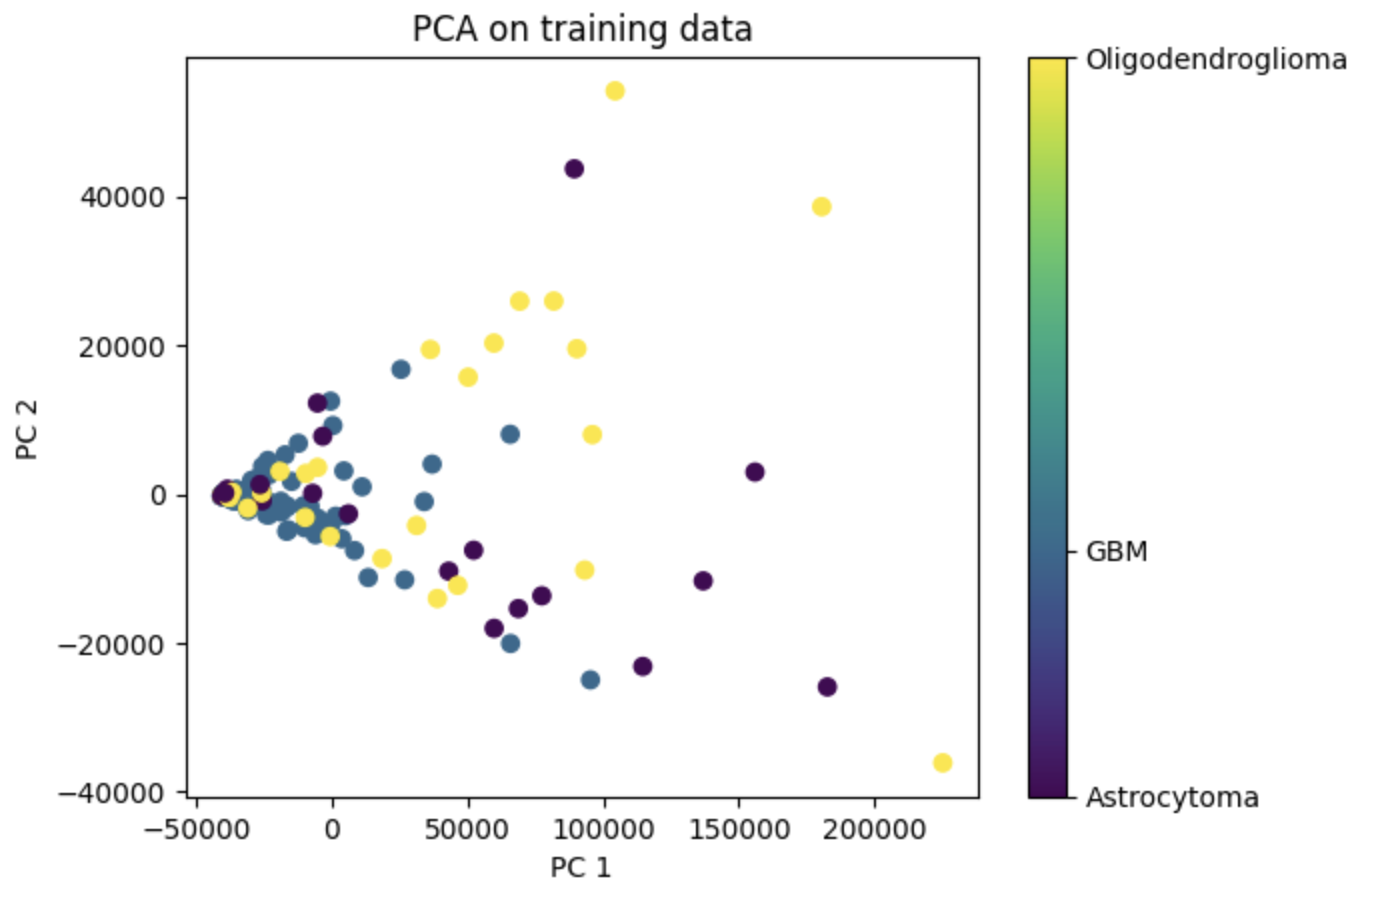 PCA on training data
Oligodendroglioma
40000
20000
PC 2
0
GBM
−20000
−40000
Astrocytoma
−50000 0 50000 100000 150000 200000
PC 1